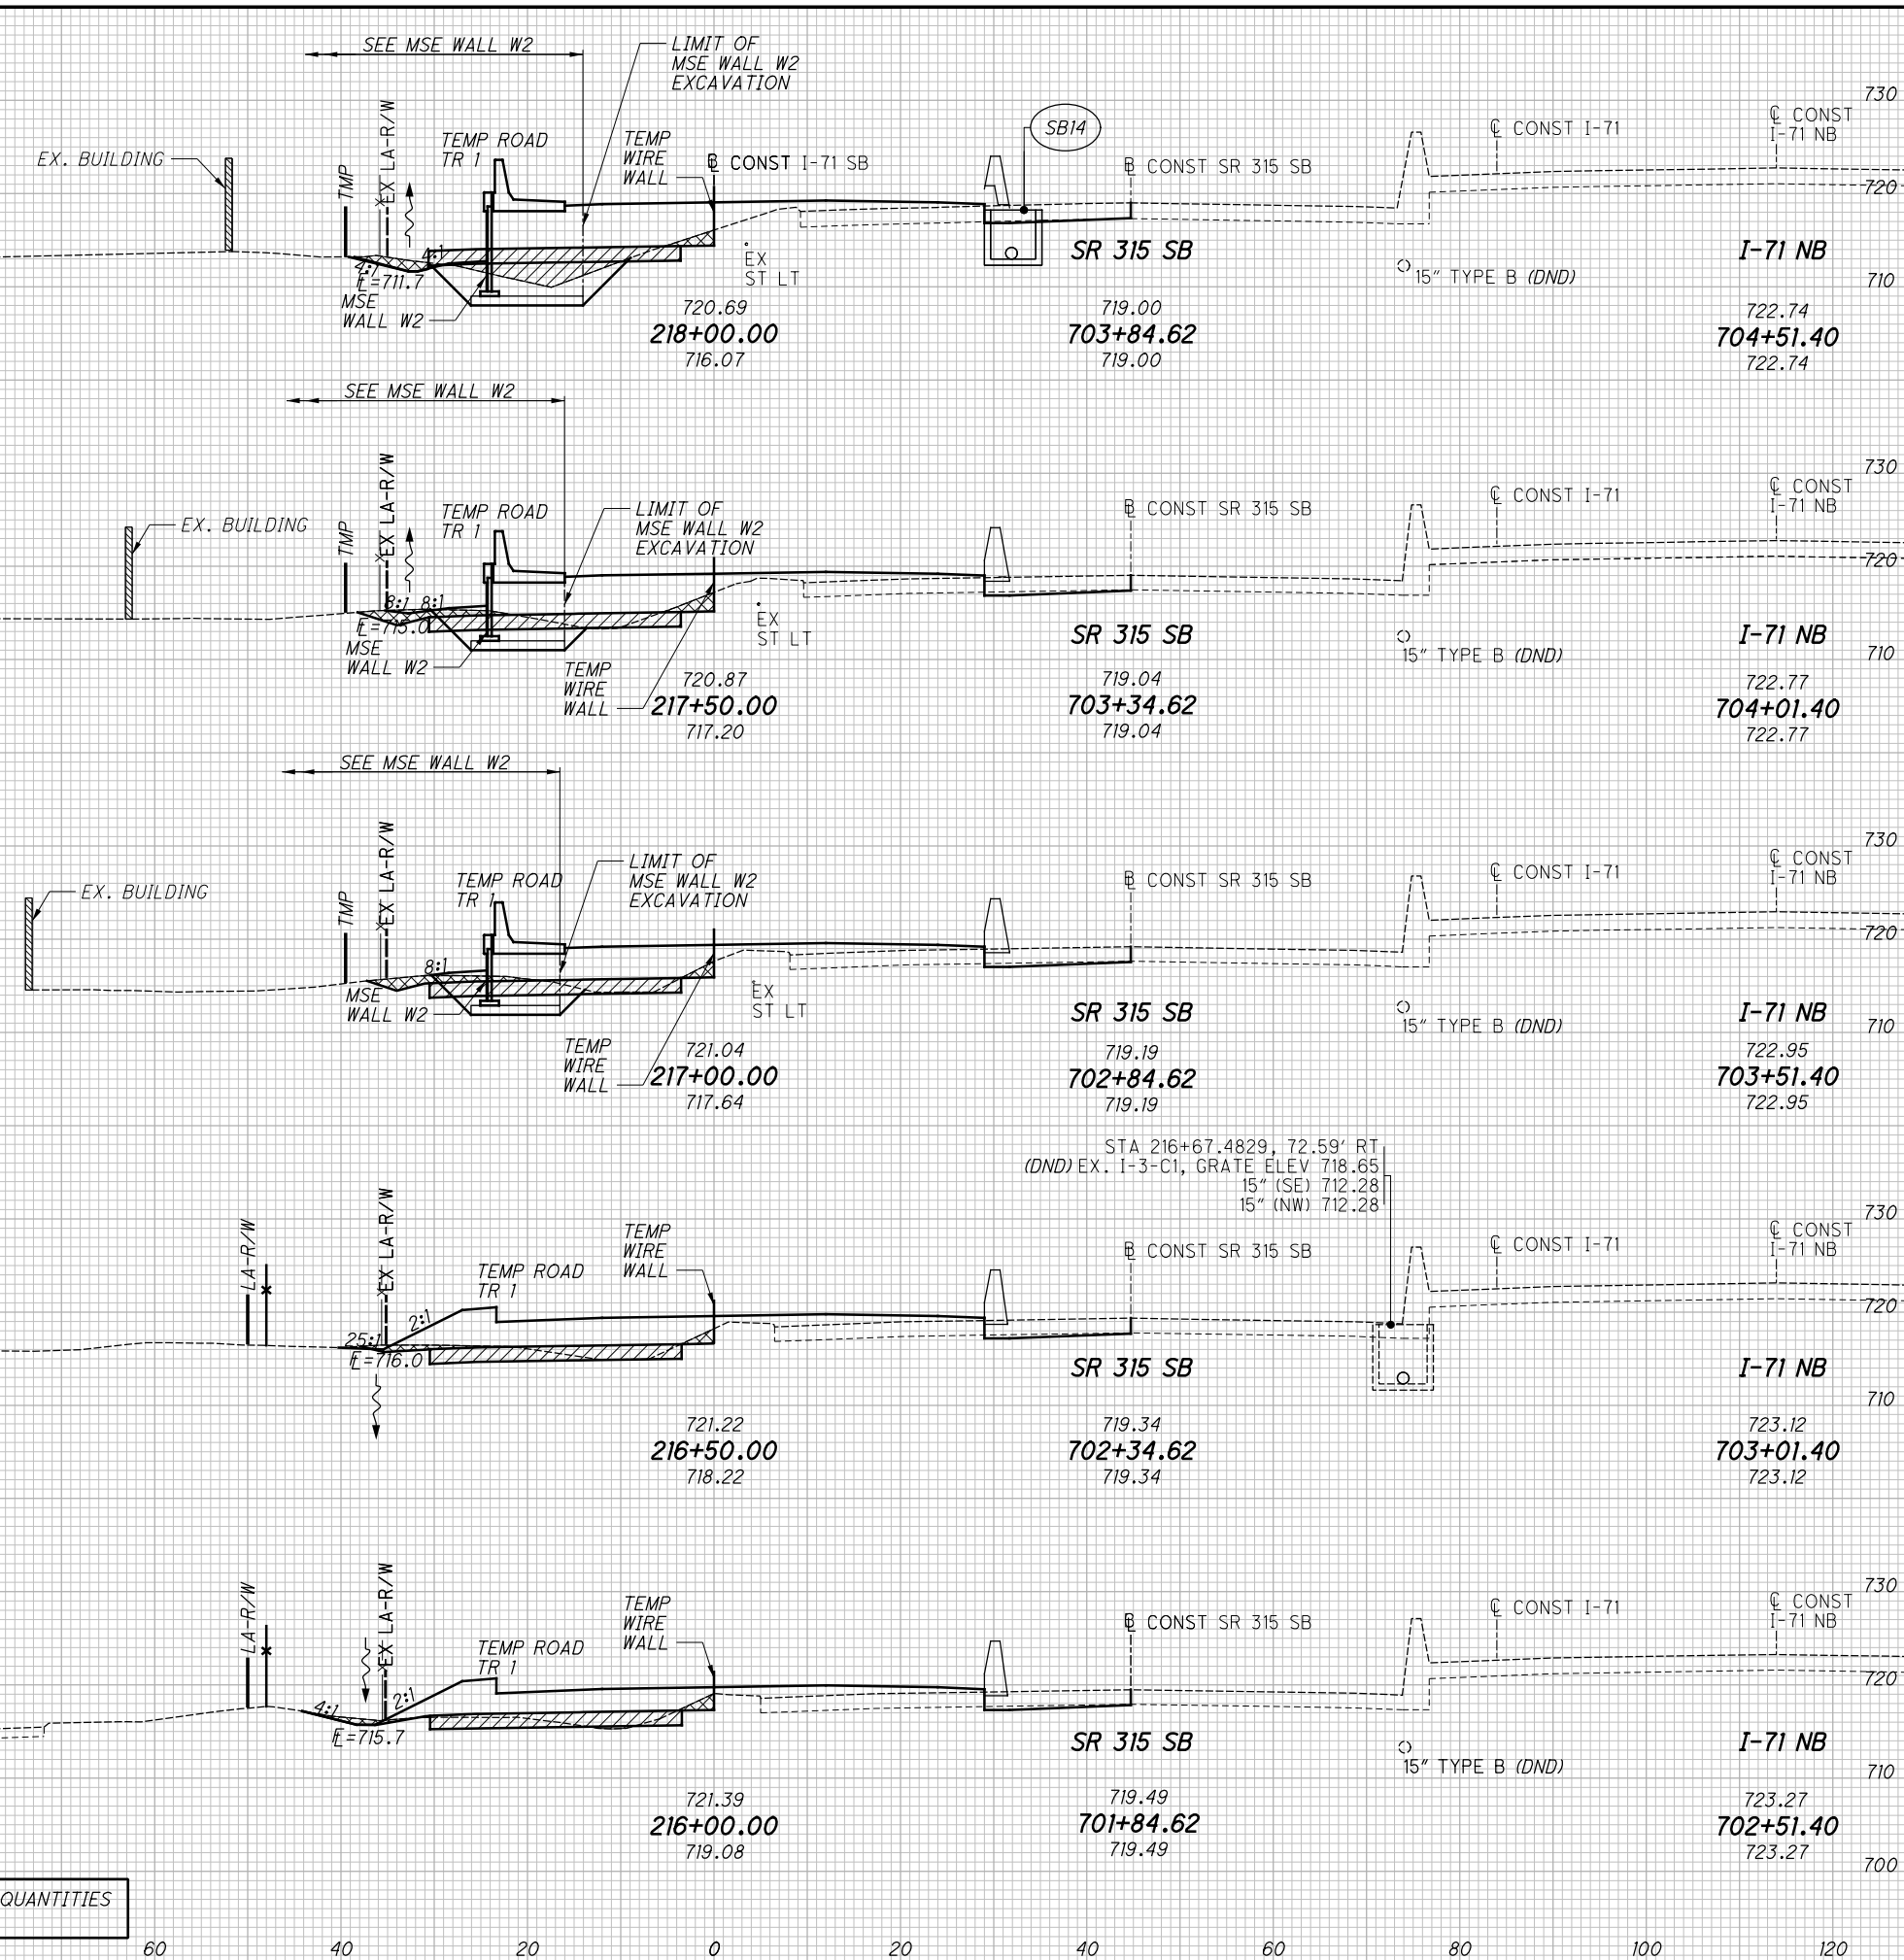 SEE MSE WALL W2
LIMIT OF
MSE WALL W2
EXCAVATION
730
SB14
℄ CONST
I-71 NB
EX. BUILDING
TMP
EX LA-R/W
TEMP ROAD
TR 1
TEMP
WIRE
WALL
℄ CONST I-71
B CONST I-71 SB
B CONST SR 315 SB
720
4:1
4:1
FL=711.7
MSE
WALL W2
EX
ST LT
SR 315 SB
I-71 NB
15" TYPE B (DND)
710
720.69
218+00.00
716.07
719.00
703+84.62
719.00
722.74
704+51.40
722.74
SEE MSE WALL W2
730
EX. BUILDING
TMP
EX LA-R/W
TEMP ROAD
TR 1
LIMIT OF
MSE WALL W2
EXCAVATION
B CONST SR 315 SB
℄ CONST I-71
℄ CONST
I-71 NB
720
8:1
8:1
FL=715.0
MSE
WALL W2
EX
ST LT
SR 315 SB
I-71 NB
15" TYPE B (DND)
710
TEMP
WIRE
WALL
720.87
217+50.00
717.20
719.04
703+34.62
719.04
722.77
704+01.40
722.77
SEE MSE WALL W2
730
EX. BUILDING
TMP
EX LA-R/W
TEMP ROAD
TR 1
LIMIT OF
MSE WALL W2
EXCAVATION
B CONST SR 315 SB
℄ CONST I-71
℄ CONST
I-71 NB
720
8:1
MSE
WALL W2
EX
ST LT
SR 315 SB
I-71 NB
15" TYPE B (DND)
710
TEMP
WIRE
WALL
721.04
217+00.00
717.64
719.19
702+84.62
719.19
722.95
703+51.40
722.95
STA 216+67.4829, 72.59' RT
(DND) EX. I-3-C1, GRATE ELEV 718.65
15" (SE) 712.28
15" (NW) 712.28
730
LA-R/W
EX LA-R/W
TEMP ROAD
TR 1
TEMP
WIRE
WALL
B CONST SR 315 SB
℄ CONST I-71
℄ CONST
I-71 NB
720
25:1
2:1
FL=716.0
SR 315 SB
I-71 NB
710
721.22
216+50.00
718.22
719.34
702+34.62
719.34
723.12
703+01.40
723.12
730
LA-R/W
EX LA-R/W
TEMP ROAD
TR 1
TEMP
WIRE
WALL
B CONST SR 315 SB
℄ CONST I-71
℄ CONST
I-71 NB
720
4:1
2:1
FL=715.7
SR 315 SB
I-71 NB
15" TYPE B (DND)
710
721.39
216+00.00
719.08
719.49
701+84.62
719.49
723.27
702+51.40
723.27
700
QUANTITIES
60 40 20 0 20 40 60 80 100 120